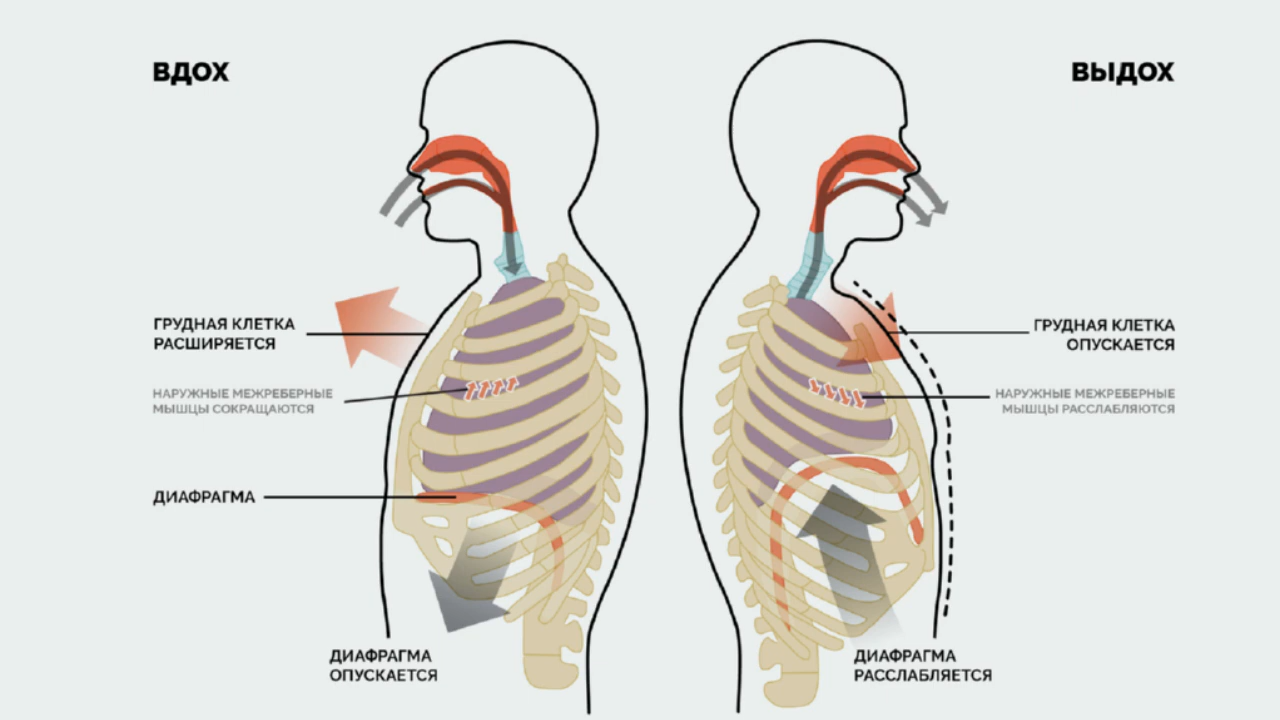 ВДОХ
ВЫДОХ
ГРУДНАЯ КЛЕТКА
РАСШИРЯЕТСЯ
НАРУЖНЫЕ МЕЖРЕБЕРНЫЕ
МЫШЦЫ СОКРАЩАЮТСЯ
ДИАФРАГМА
ДИАФРАГМА
ОПУСКАЕТСЯ
ГРУДНАЯ КЛЕТКА
ОПУСКАЕТСЯ
НАРУЖНЫЕ МЕЖРЕБЕРНЫЕ
МЫШЦЫ РАССЛАБЛЯЮТСЯ
ДИАФРАГМА
РАССЛАБЛЯЕТСЯ